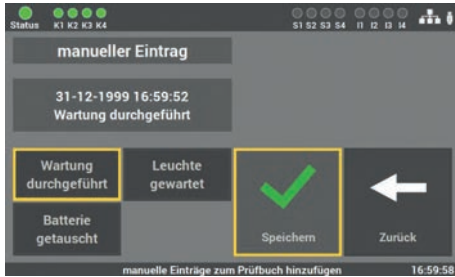 Status K1 K2 K3 K4 S1 S2 S3 S4 I1 I2 I3 I4
manueller Eintrag
31-12-1999 16:59:52
Wartung durchgeführt
Wartung
durchgeführt
Leuchte
gewartet
Batterie
getauscht
Speichern
Zurück
manuelle Einträge zum Prüfbuch hinzufügen 16:59:58